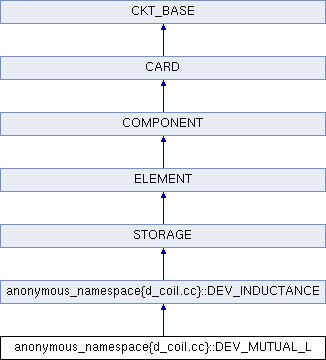 CKT_BASE
CARD
COMPONENT
ELEMENT
STORAGE
anonymous_namespace{d_coil.cc}::DEV_INDUCTANCE
anonymous_namespace{d_coil.cc}::DEV_MUTUAL_L